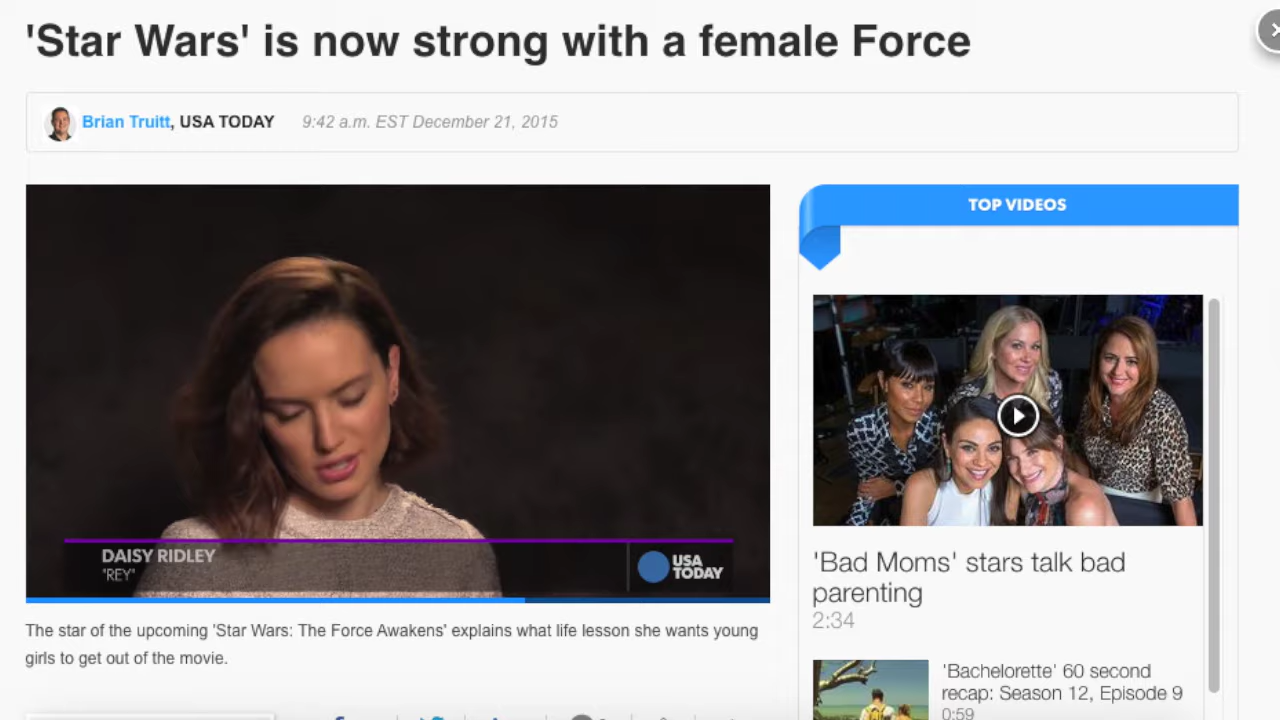 'Star Wars' is now strong with a female Force
Brian Truitt, USA TODAY 9:42 a.m. EST December 21, 2015
TOP VIDEOS
DAISY RIDLEY
"REY"
USA
TODAY
The star of the upcoming 'Star Wars: The Force Awakens' explains what life lesson she wants young
girls to get out of the movie.
'Bad Moms' stars talk bad
parenting
2:34
'Bachelorette' 60 second
recap: Season 12, Episode 9
0:59